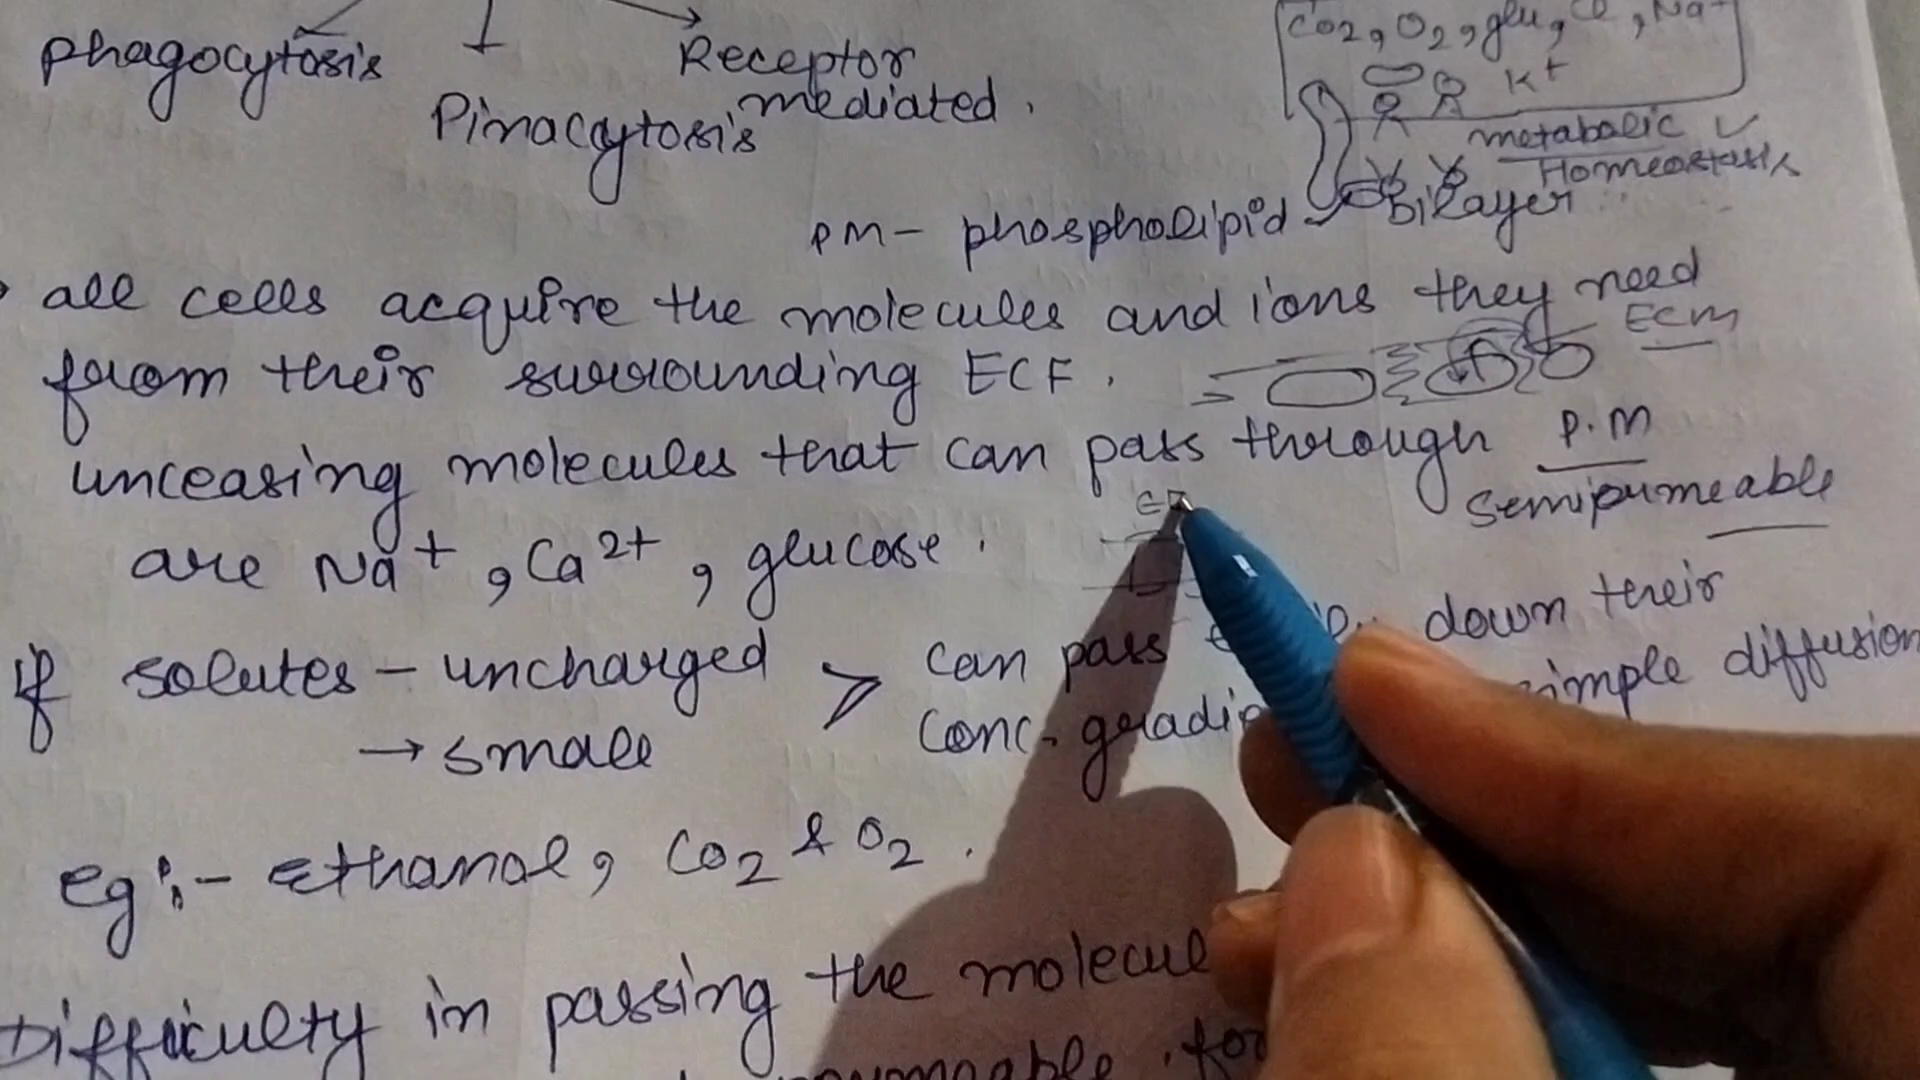 phagocytosis
Receptor
mediated.
Pinacytosis
CO2, O2, glu, Cl, Na+
K+
metabolic
Homeostasis
PM - phospholipid Bilayer
all cells acquire the molecules and ions they need
from their surrounding ECF.
ECM
unceasing molecules that can pass through
P.M
semipermeable
are Na+, Ca2+, glucose.
if solutes - uncharged > can pass down their
→ small
conc. simple diffusion
eg:- Ethanol, CO2 & O2.
Difficulty in passing the molecul